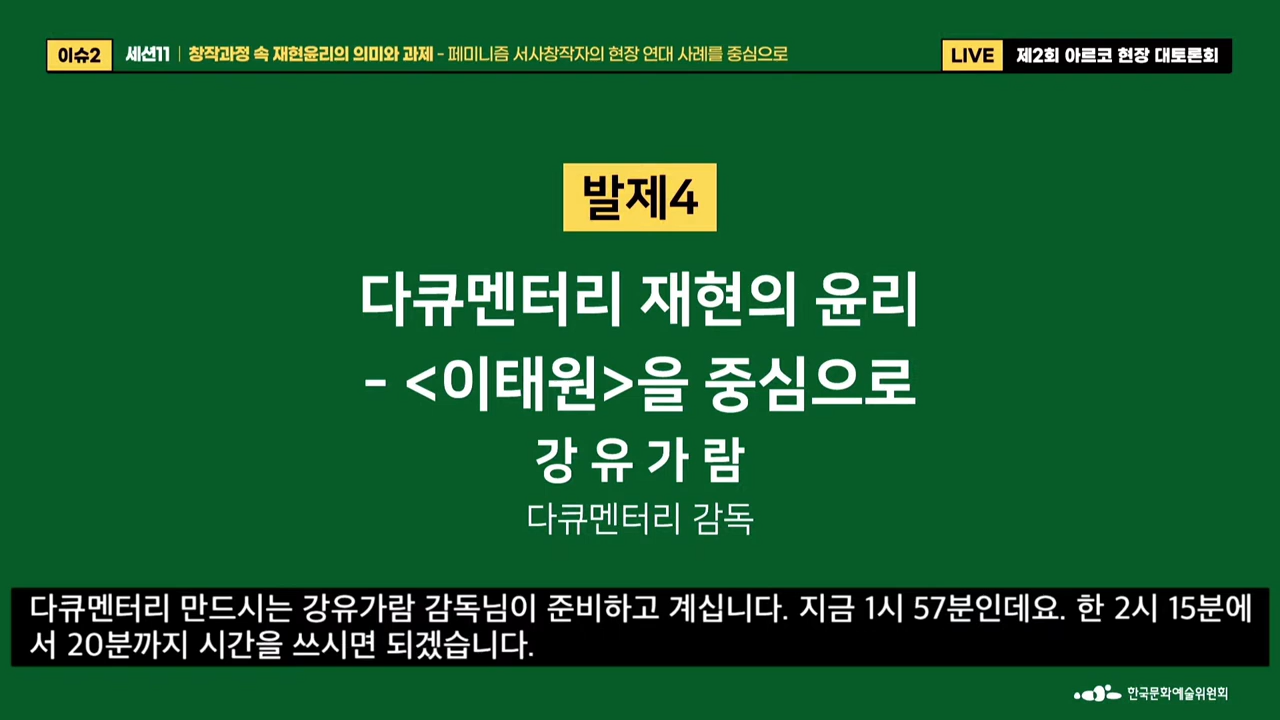 이슈2 세션11 | 창작과정 속 재현윤리의 의미와 과제 - 페미니즘 서사창작자의 현장 연대 사례를 중심으로
LIVE 제2회 아르코 현장 대토론회
발제4
다큐멘터리 재현의 윤리
- <이태원>을 중심으로
강유가람
다큐멘터리 감독
다큐멘터리 만드시는 강유가람 감독님이 준비하고 계십니다. 지금 1시 57분인데요. 한 2시 15분에
서 20분까지 시간을 쓰시면 되겠습니다.
한국문화예술위원회